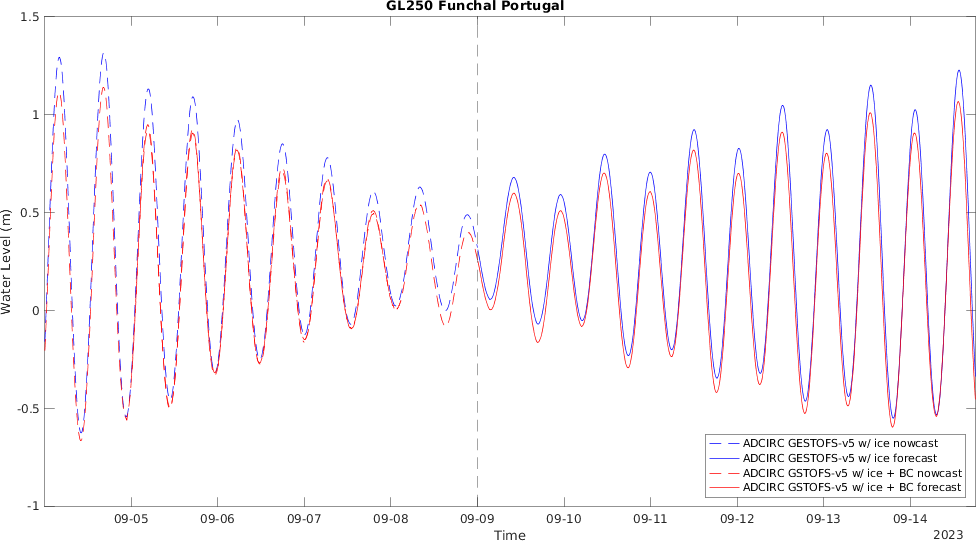 GL250 Funchal Portugal
1.5
1
0.5
0
-0.5
-1
Water Level (m)
ADCIRC GESTOFS-v5 w/ ice nowcast
ADCIRC GESTOFS-v5 w/ ice forecast
ADCIRC GSTOFS-v5 w/ ice + BC nowcast
ADCIRC GSTOFS-v5 w/ ice + BC forecast
09-05 09-06 09-07 09-08 09-09 09-10 09-11 09-12 09-13 09-14
Time
2023